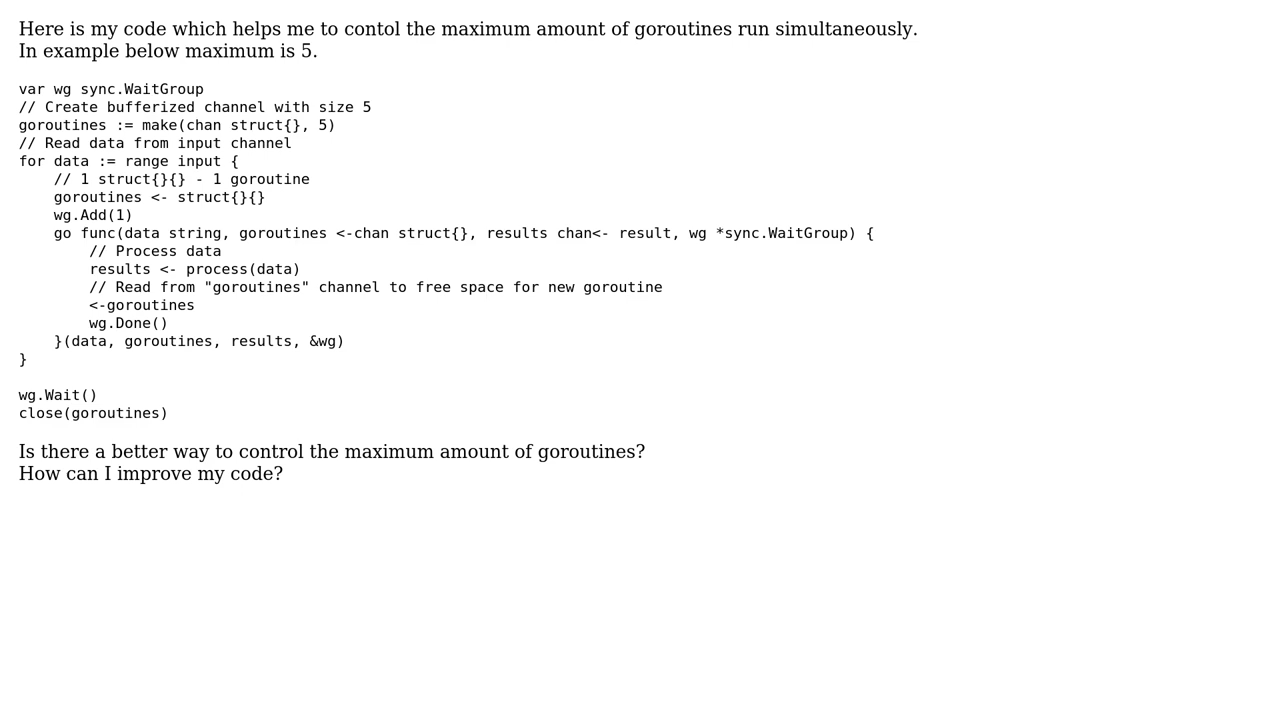 Here is my code which helps me to contol the maximum amount of goroutines run simultaneously.
In example below maximum is 5.
var wg sync.WaitGroup
// Create bufferized channel with size 5
goroutines := make(chan struct{}, 5)
// Read data from input channel
for data := range input {
    // 1 struct{}{} - 1 goroutine
    goroutines <- struct{}{}
    wg.Add(1)
    go func(data string, goroutines <-chan struct{}, results chan<- result, wg *sync.WaitGroup) {
        // Process data
        results <- process(data)
        // Read from "goroutines" channel to free space for new goroutine
        <-goroutines
        wg.Done()
    }(data, goroutines, results, &wg)
}
wg.Wait()
close(goroutines)
Is there a better way to control the maximum amount of goroutines?
How can I improve my code?